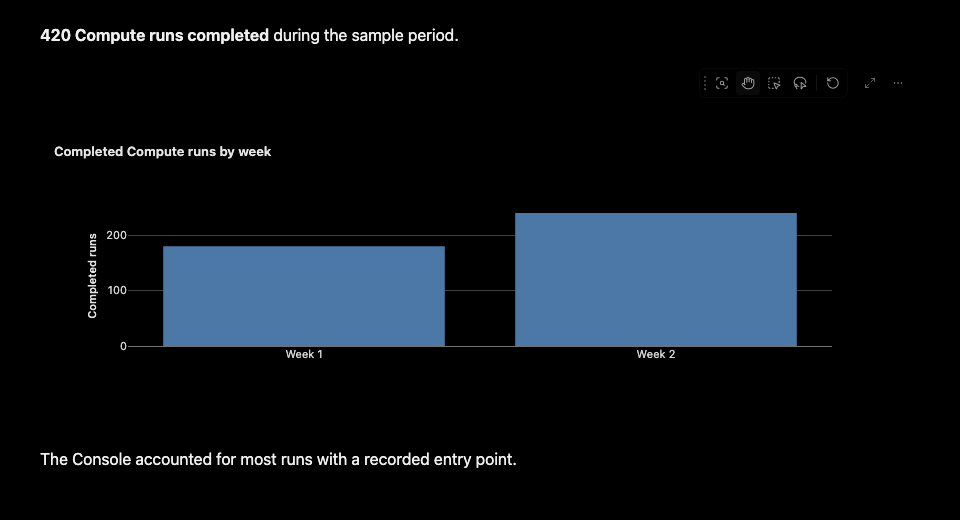 420 Compute runs completed during the sample period.
Completed Compute runs by week
Completed runs
200
100
0
Week 1
Week 2
The Console accounted for most runs with a recorded entry point.